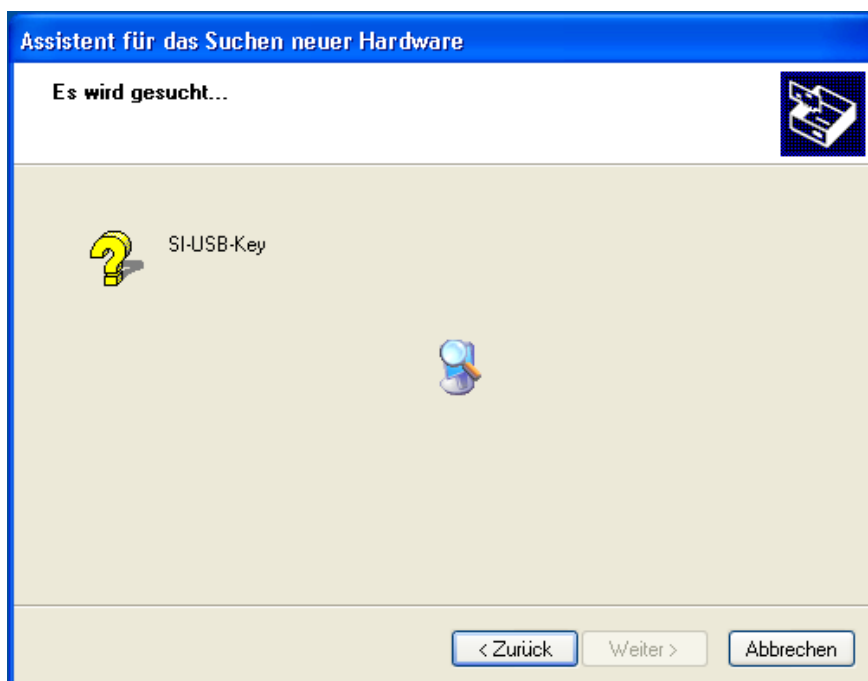 Assistent für das Suchen neuer Hardware
Es wird gesucht...
SI-USB-Key
< Zurück
Weiter >
Abbrechen